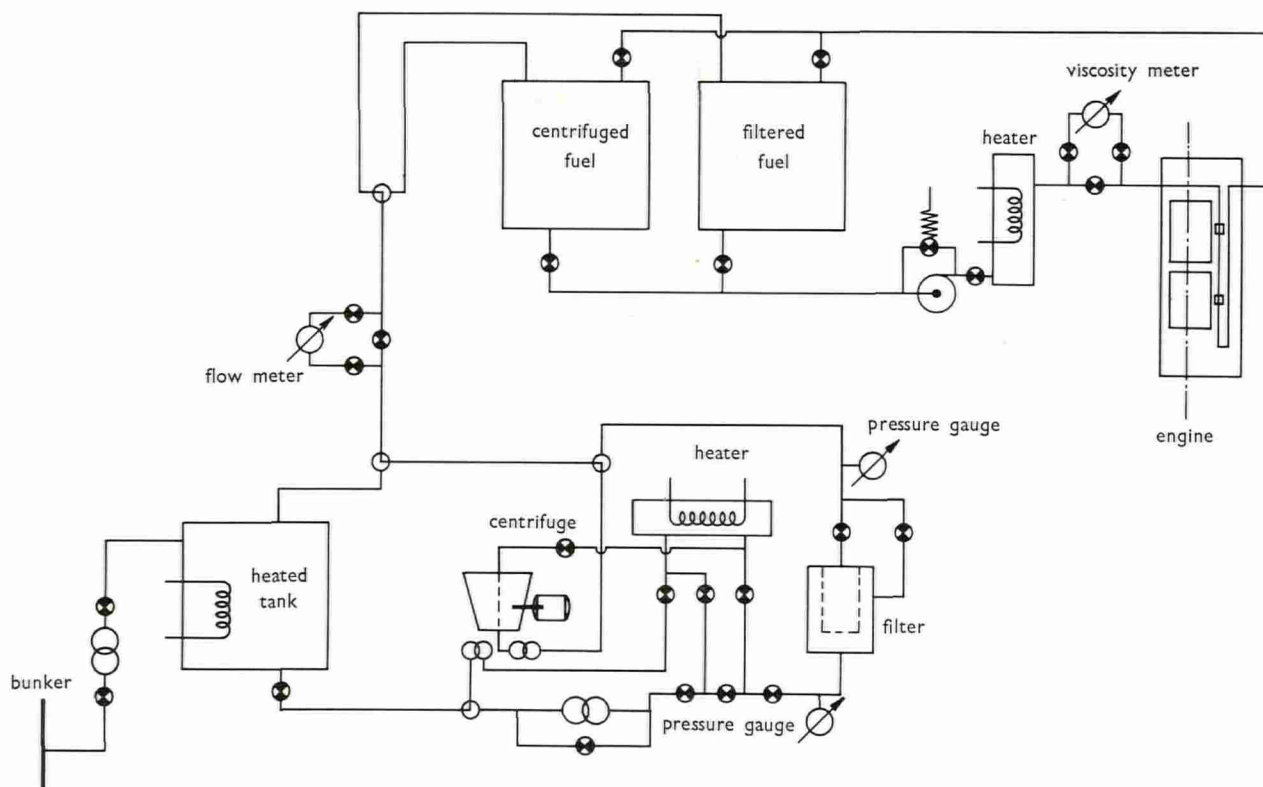 viscosity meter
centrifuged
fuel
filtered
fuel
heater
flow meter
engine
pressure gauge
heater
centrifuge
heated
tank
filter
bunker
pressure gauge